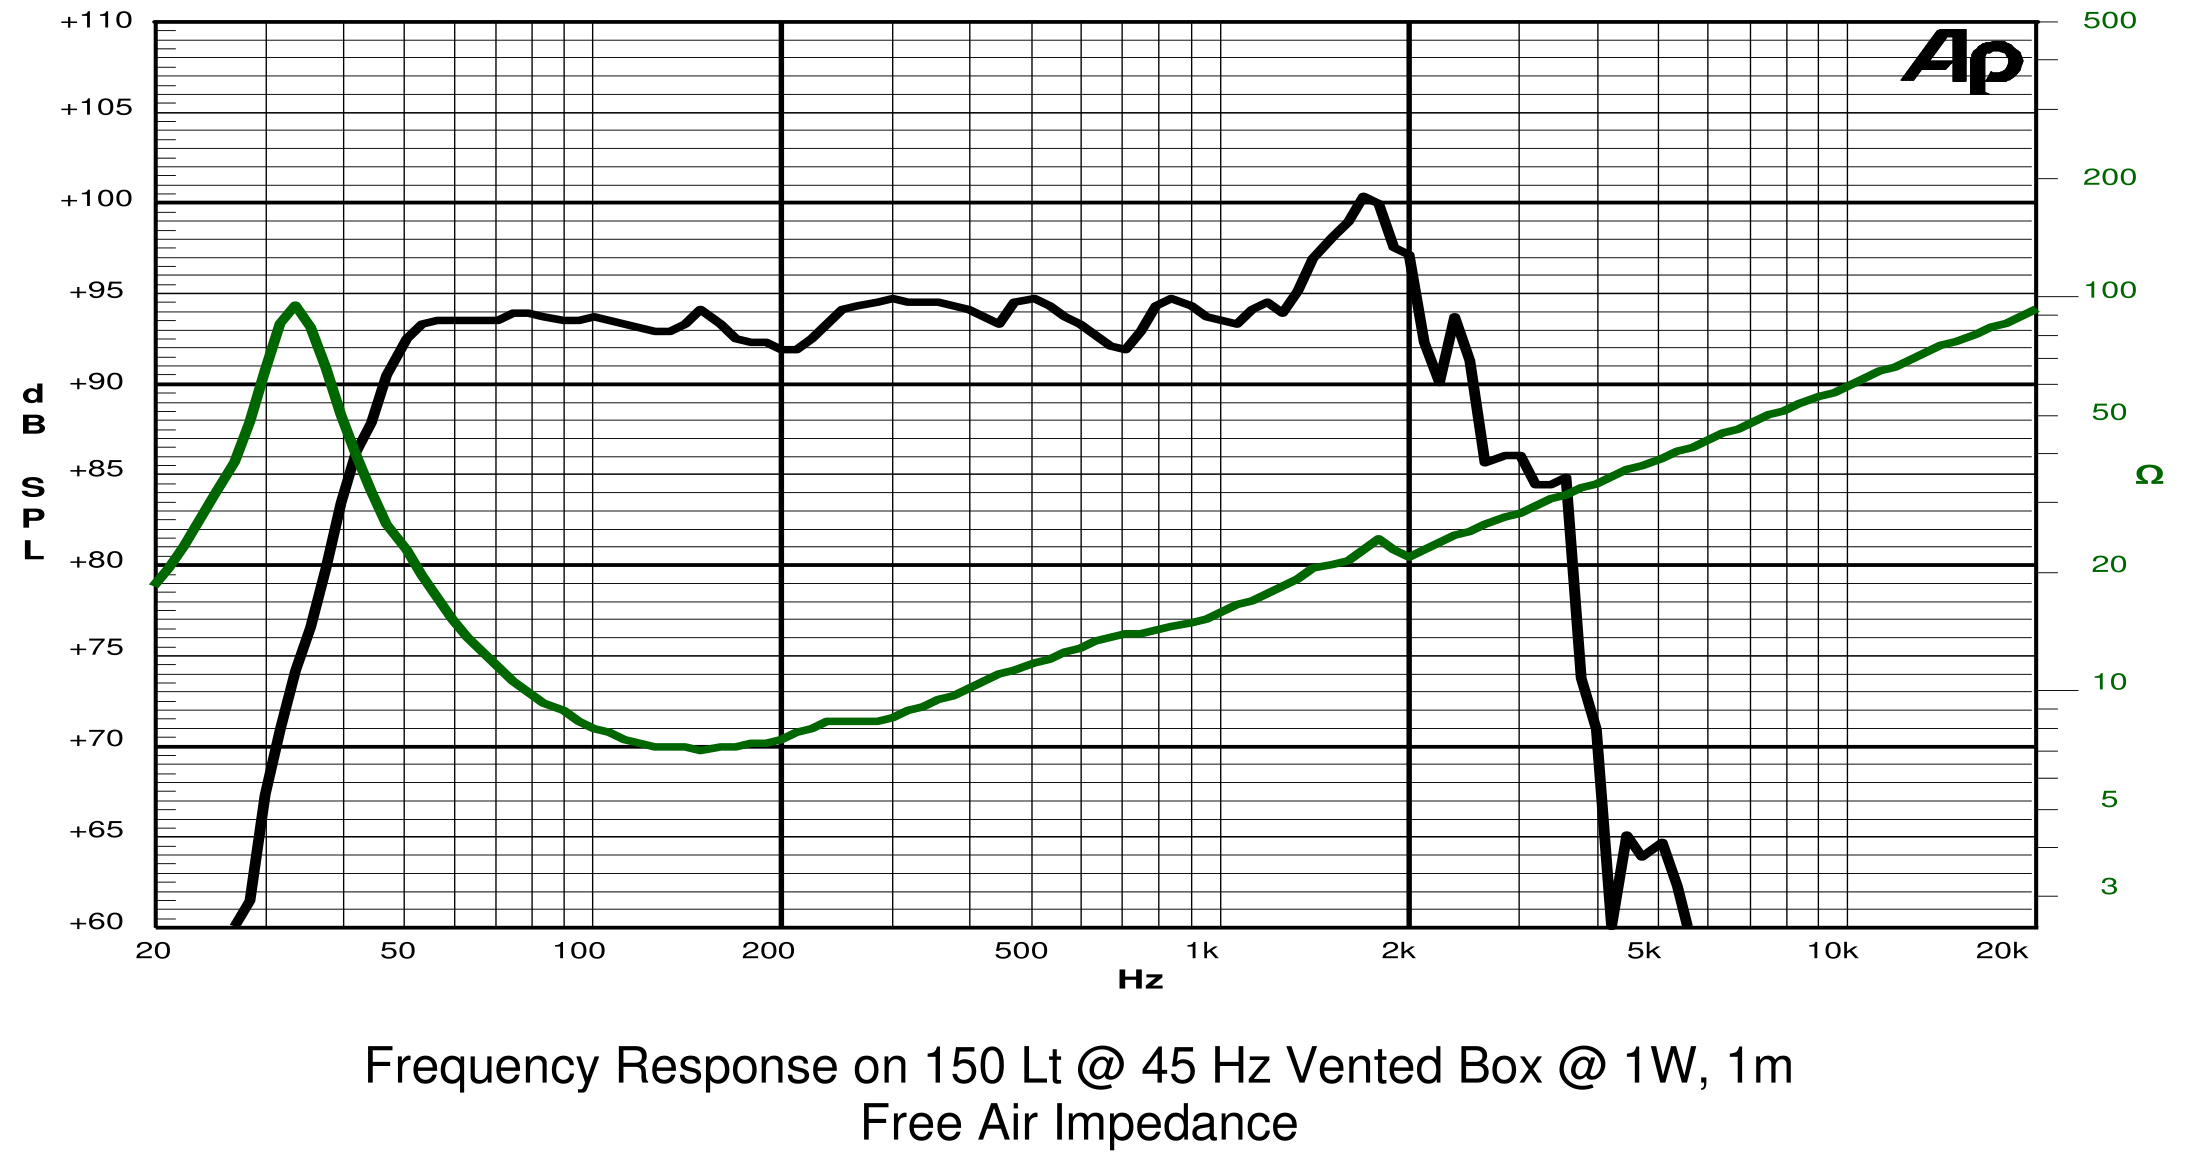 +110
+105
+100
+95
+90
+85
+80
+75
+70
+65
+60
dB SPL
500
200
100
50
20
10
5
3
Ω
Ap
20 50 100 200 500 1k 2k 5k 10k 20k
Hz
Frequency Response on 150 Lt @ 45 Hz Vented Box @ 1W, 1m
Free Air Impedance